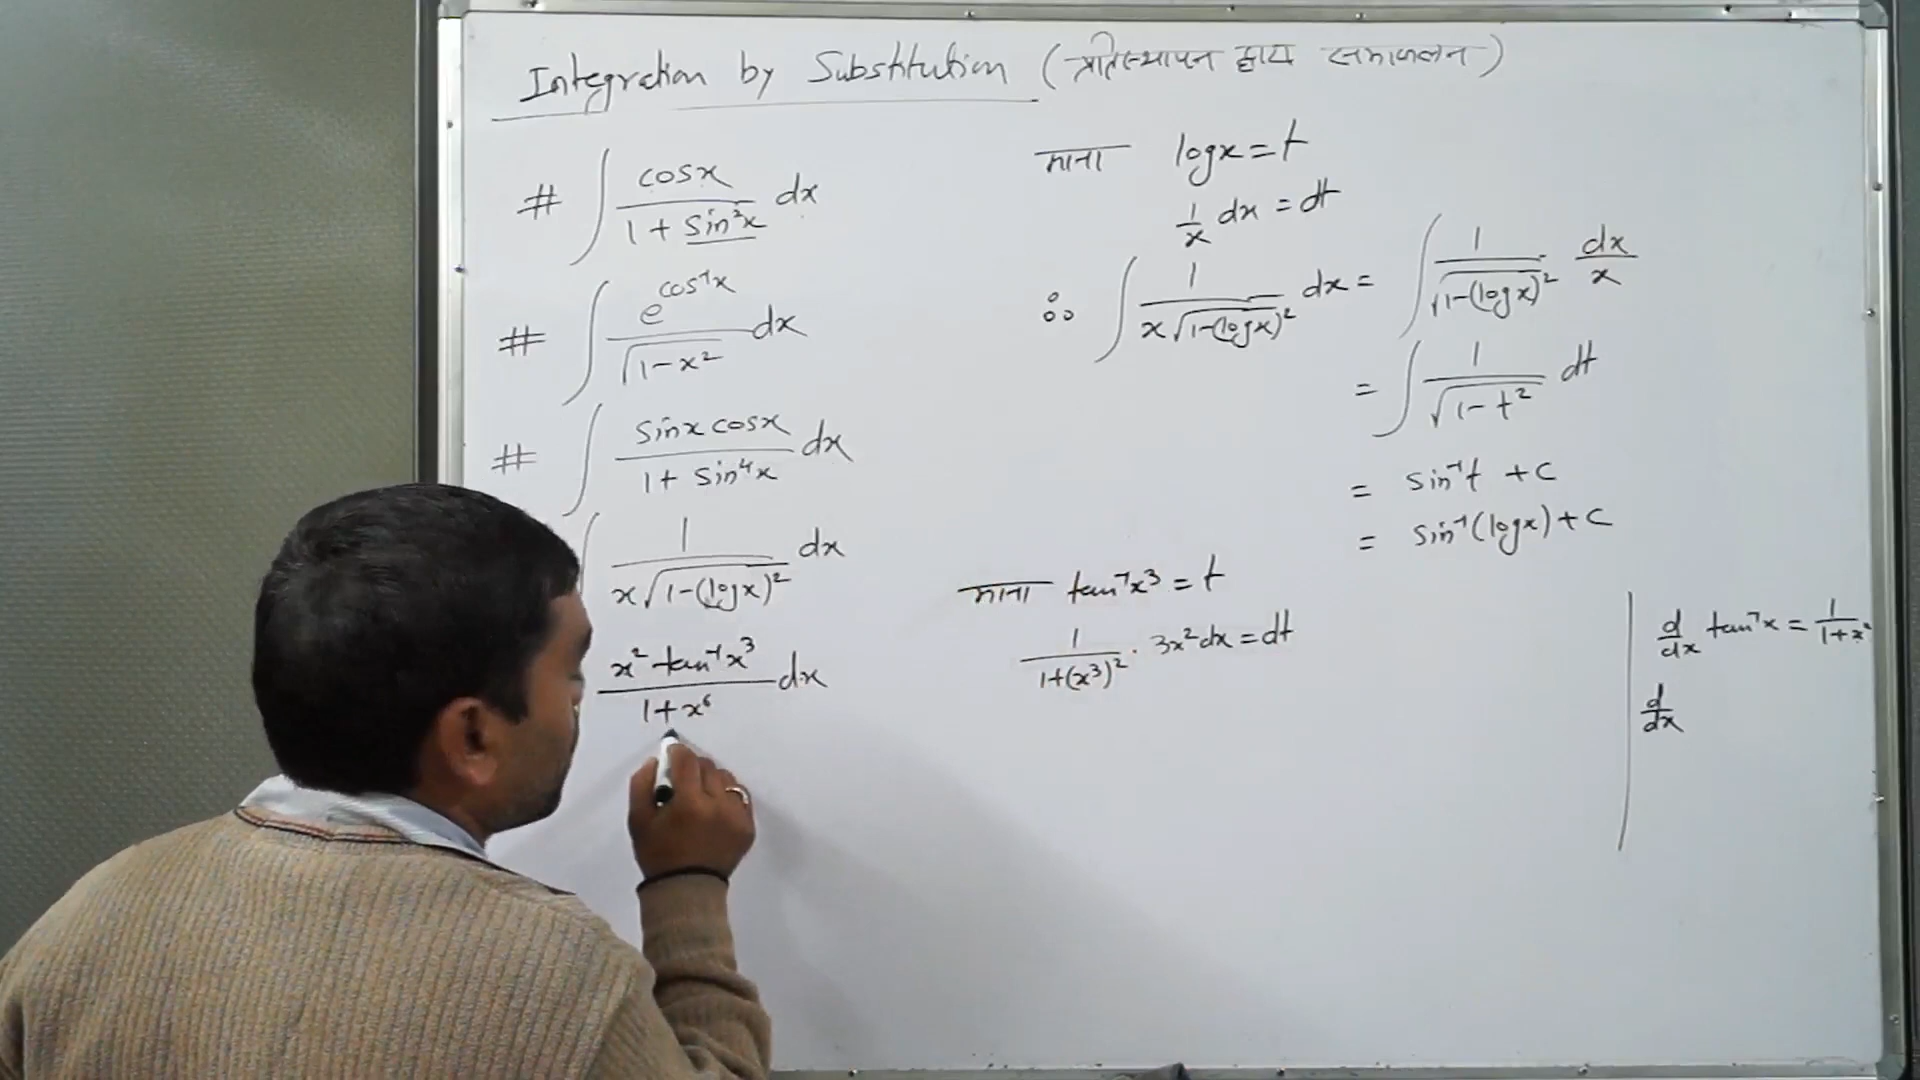 Integration by Substitution (प्रतिस्थापन द्वारा समाकलन)
# ∫ cosx / (1 + sin²x) dx
# ∫ e^(cos⁻¹x) / √(1-x²) dx
# ∫ sinx cosx / (1 + sin⁴x) dx
∫ 1 / (x√(1-(logx)²)) dx
x² tan⁻¹x³ / (1+x⁶) dx
माना logx = t
1/x dx = dt
∴ ∫ 1 / (x√(1-(logx)²)) dx = ∫ 1 / √(1-(logx)²) dx/x
= ∫ 1 / √(1-t²) dt
= sin⁻¹t + c
= sin⁻¹(logx) + c
माना tan⁻¹x³ = t
1 / (1+(x³)²) · 3x² dx = dt
d/dx tan⁻¹x = 1 / (1+x²)
d/dx